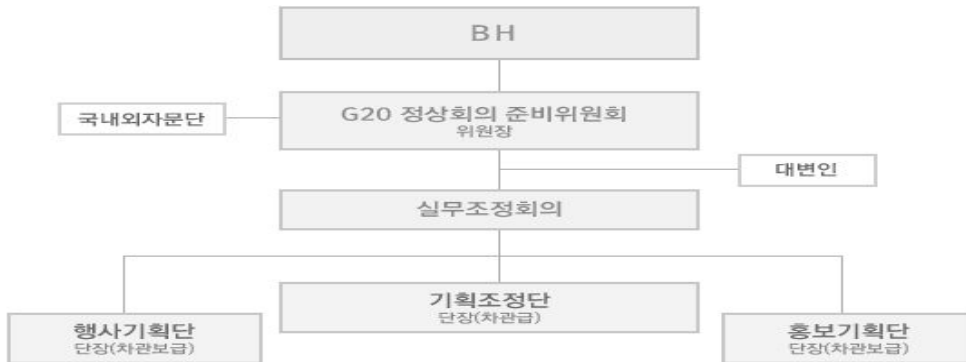 BH
G20 정상회의 준비위원회
위원장
국내외자문단
대변인
실무조정회의
기획조정단
단장(차관급)
행사기획단
단장(차관보급)
홍보기획단
단장(차관보급)